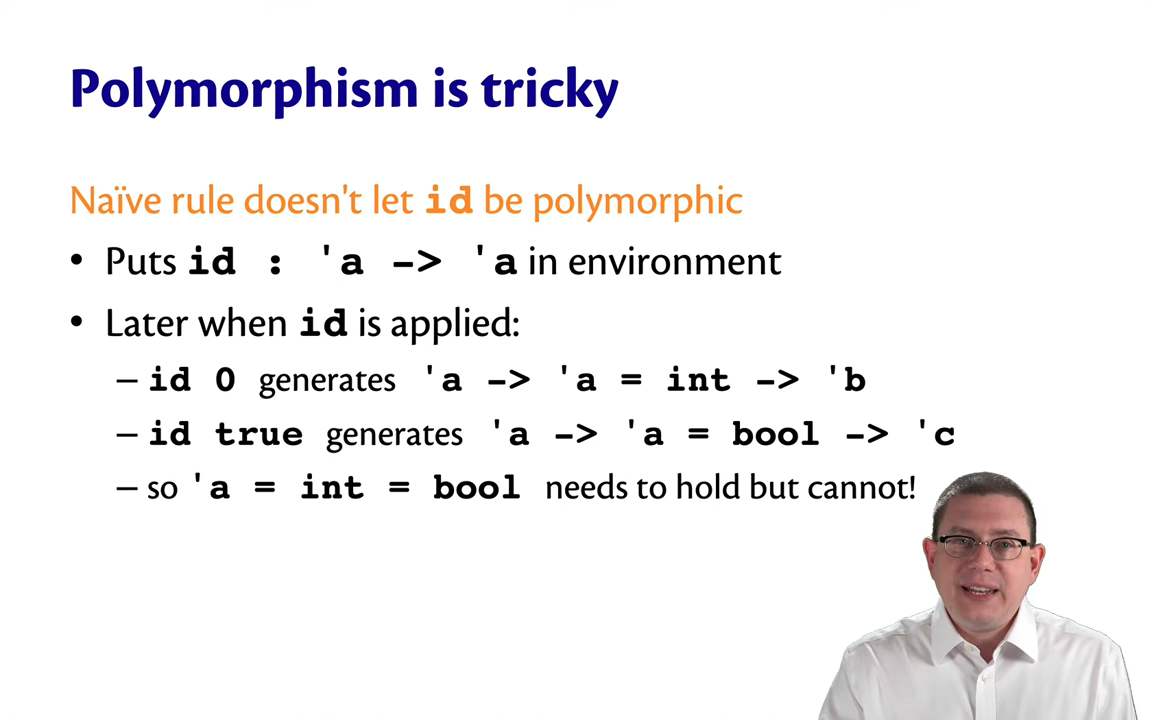 Polymorphism is tricky
Naïve rule doesn't let id be polymorphic
• Puts id : 'a -> 'a in environment
• Later when id is applied:
– id 0 generates 'a -> 'a = int -> 'b
– id true generates 'a -> 'a = bool -> 'c
– so 'a = int = bool needs to hold but cannot!